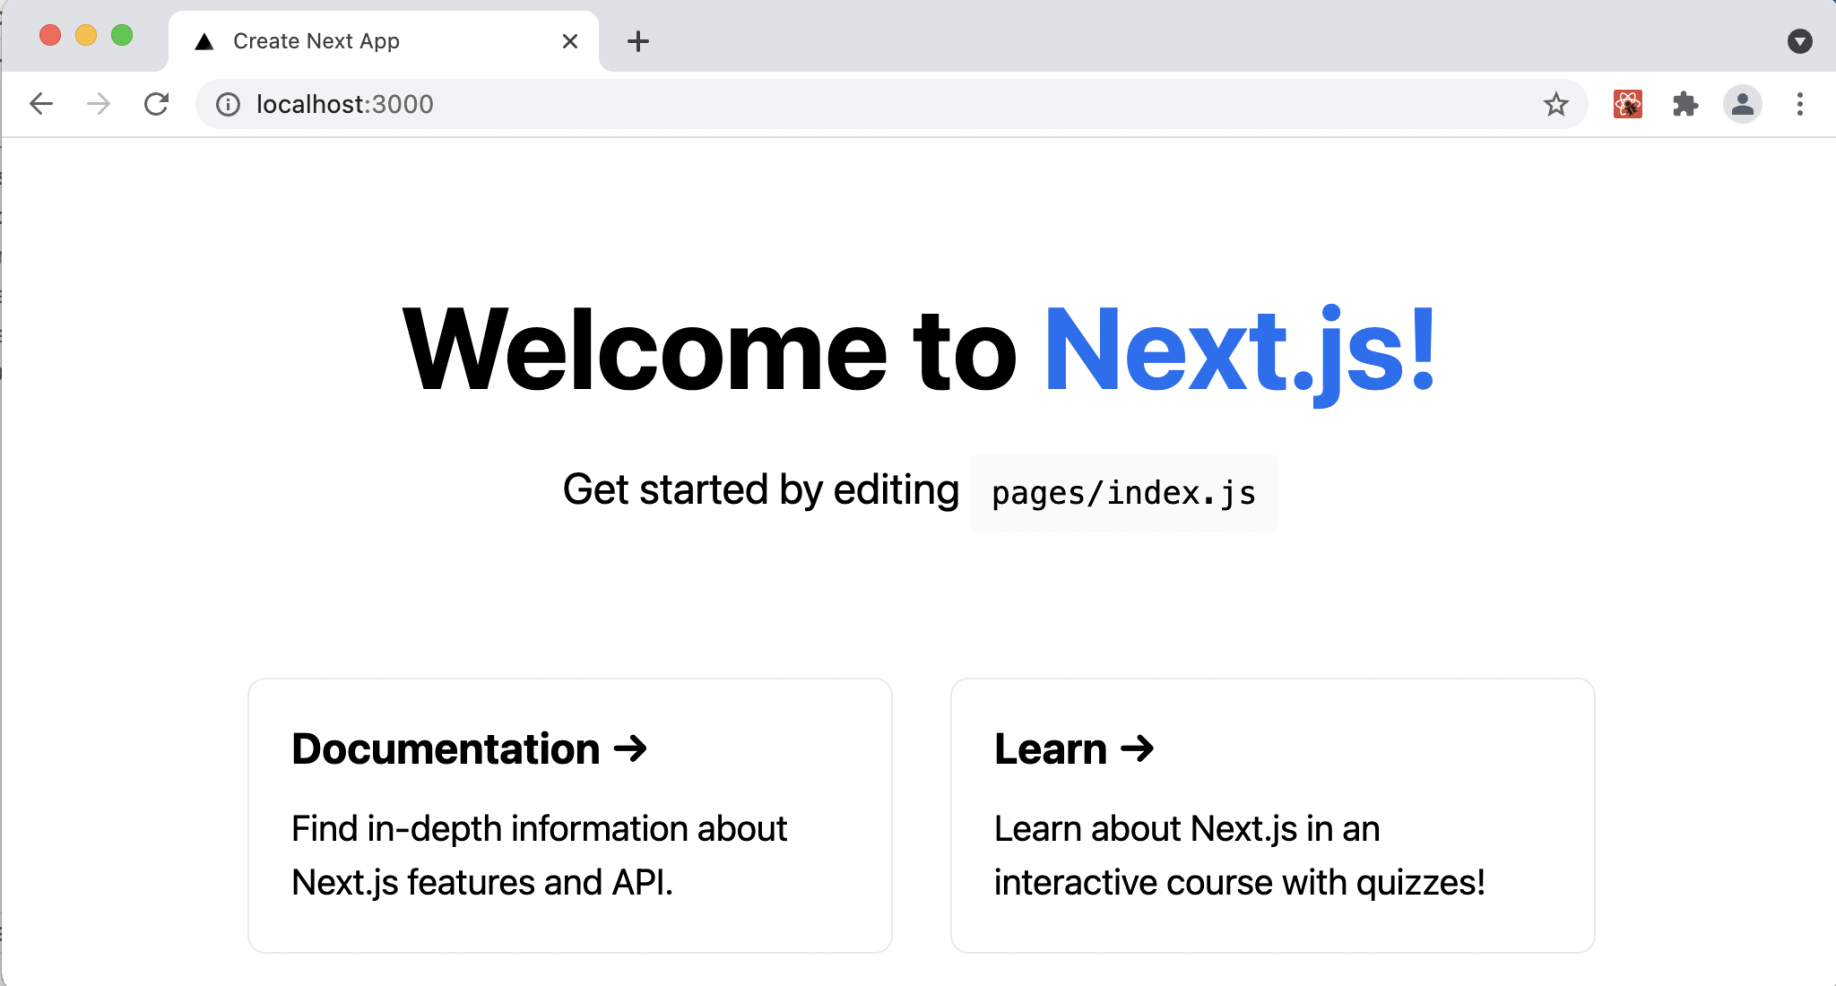 Create Next App
localhost:3000
Welcome to Next.js!
Get started by editing pages/index.js
Documentation →
Find in-depth information about
Next.js features and API.
Learn →
Learn about Next.js in an
interactive course with quizzes!